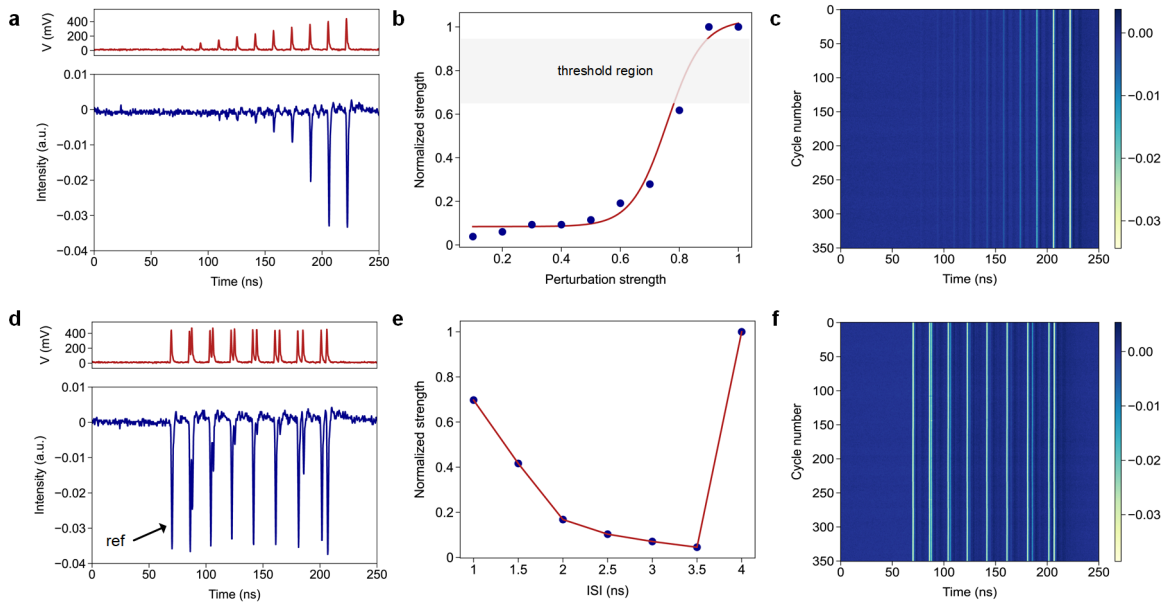 a
V (mV)
400
200
0
0.01
0
−0.01
−0.02
−0.03
−0.04
Intensity (a.u.)
0 50 100 150 200 250
Time (ns)
b
Normalized strength
1
0.8
0.6
0.4
0.2
0
threshold region
0.2 0.4 0.6 0.8 1
Perturbation strength
c
Cycle number
0
50
100
150
200
250
300
350
0 50 100 150 200 250
Time (ns)
0.00
−0.01
−0.02
−0.03
d
V (mV)
400
200
0
0.01
0
−0.01
−0.02
−0.03
−0.04
Intensity (a.u.)
ref
0 50 100 150 200 250
Time (ns)
e
Normalized strength
1
0.8
0.6
0.4
0.2
0
1 1.5 2 2.5 3 3.5 4
ISI (ns)
f
Cycle number
0
50
100
150
200
250
300
350
0 50 100 150 200 250
Time (ns)
0.00
−0.01
−0.02
−0.03